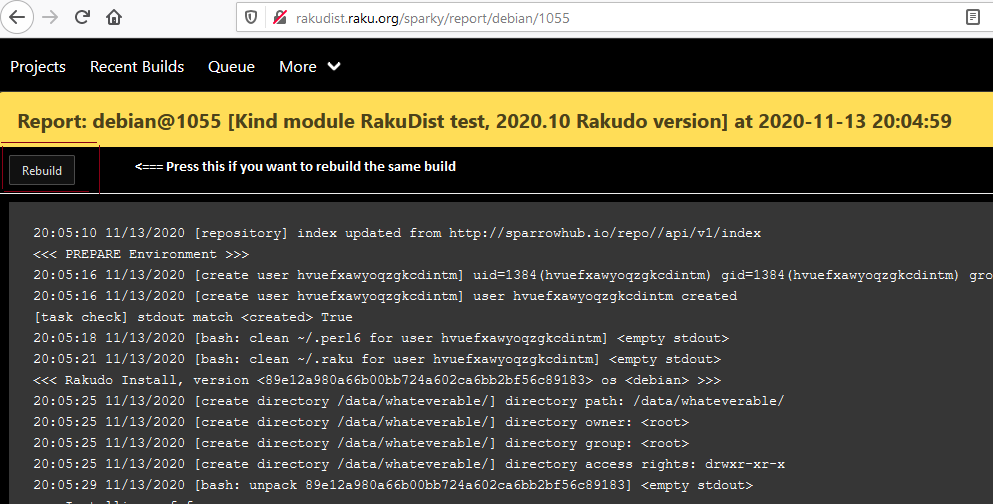 rakudist.raku.org/sparky/report/debian/1055
Projects Recent Builds Queue More
Report: debian@1055 [Kind module RakuDist test, 2020.10 Rakudo version] at 2020-11-13 20:04:59
Rebuild <=== Press this if you want to rebuild the same build
20:05:10 11/13/2020 [repository] index updated from http://sparrowhub.io/repo//api/v1/index
<<< PREPARE Environment >>>
20:05:16 11/13/2020 [create user hvuefxawyoqzgkcdintm] uid=1384(hvuefxawyoqzgkcdintm) gid=1384(hvuefxawyoqzgkcdintm) gro
20:05:16 11/13/2020 [create user hvuefxawyoqzgkcdintm] user hvuefxawyoqzgkcdintm created
[task check] stdout match <created> True
20:05:18 11/13/2020 [bash: clean ~/.perl6 for user hvuefxawyoqzgkcdintm] <empty stdout>
20:05:21 11/13/2020 [bash: clean ~/.raku for user hvuefxawyoqzgkcdintm] <empty stdout>
<<< Rakudo Install, version <89e12a980a66b00bb724a602ca6bb2bf56c89183> os <debian> >>>
20:05:25 11/13/2020 [create directory /data/whateverable/] directory path: /data/whateverable/
20:05:25 11/13/2020 [create directory /data/whateverable/] directory owner: <root>
20:05:25 11/13/2020 [create directory /data/whateverable/] directory group: <root>
20:05:25 11/13/2020 [create directory /data/whateverable/] directory access rights: drwxr-xr-x
20:05:29 11/13/2020 [bash: unpack 89e12a980a66b00bb724a602ca6bb2bf56c89183] <empty stdout>